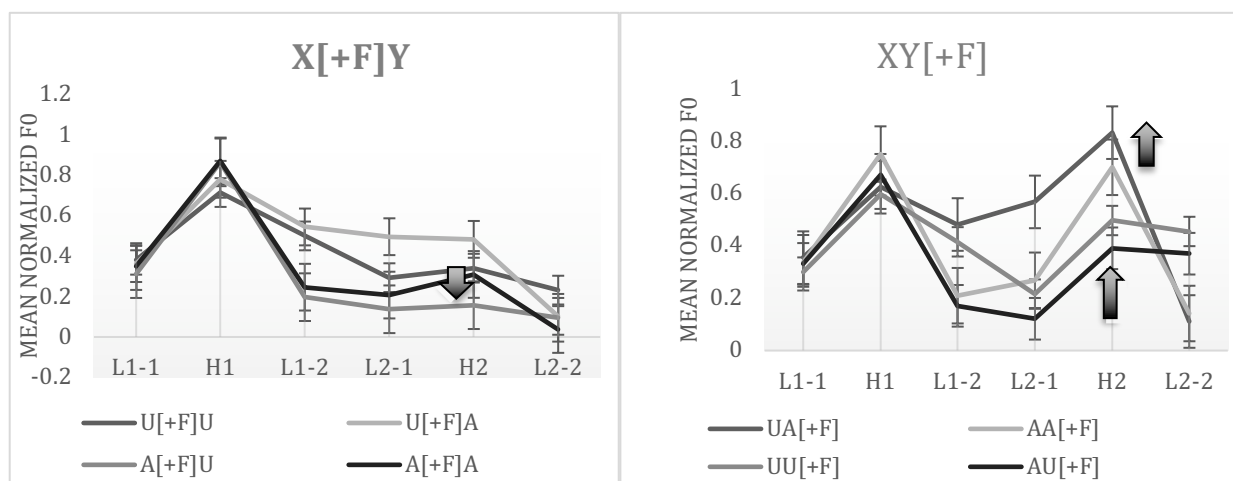 X[+F]Y
MEAN NORMALIZED F0
1.2
1
0.8
0.6
0.4
0.2
0
-0.2
L1-1 H1 L1-2 L2-1 H2 L2-2
U[+F]U U[+F]A
A[+F]U A[+F]A
XY[+F]
MEAN NORMALIZED F0
1
0.8
0.6
0.4
0.2
0
L1-1 H1 L1-2 L2-1 H2 L2-2
UA[+F] AA[+F]
UU[+F] AU[+F]